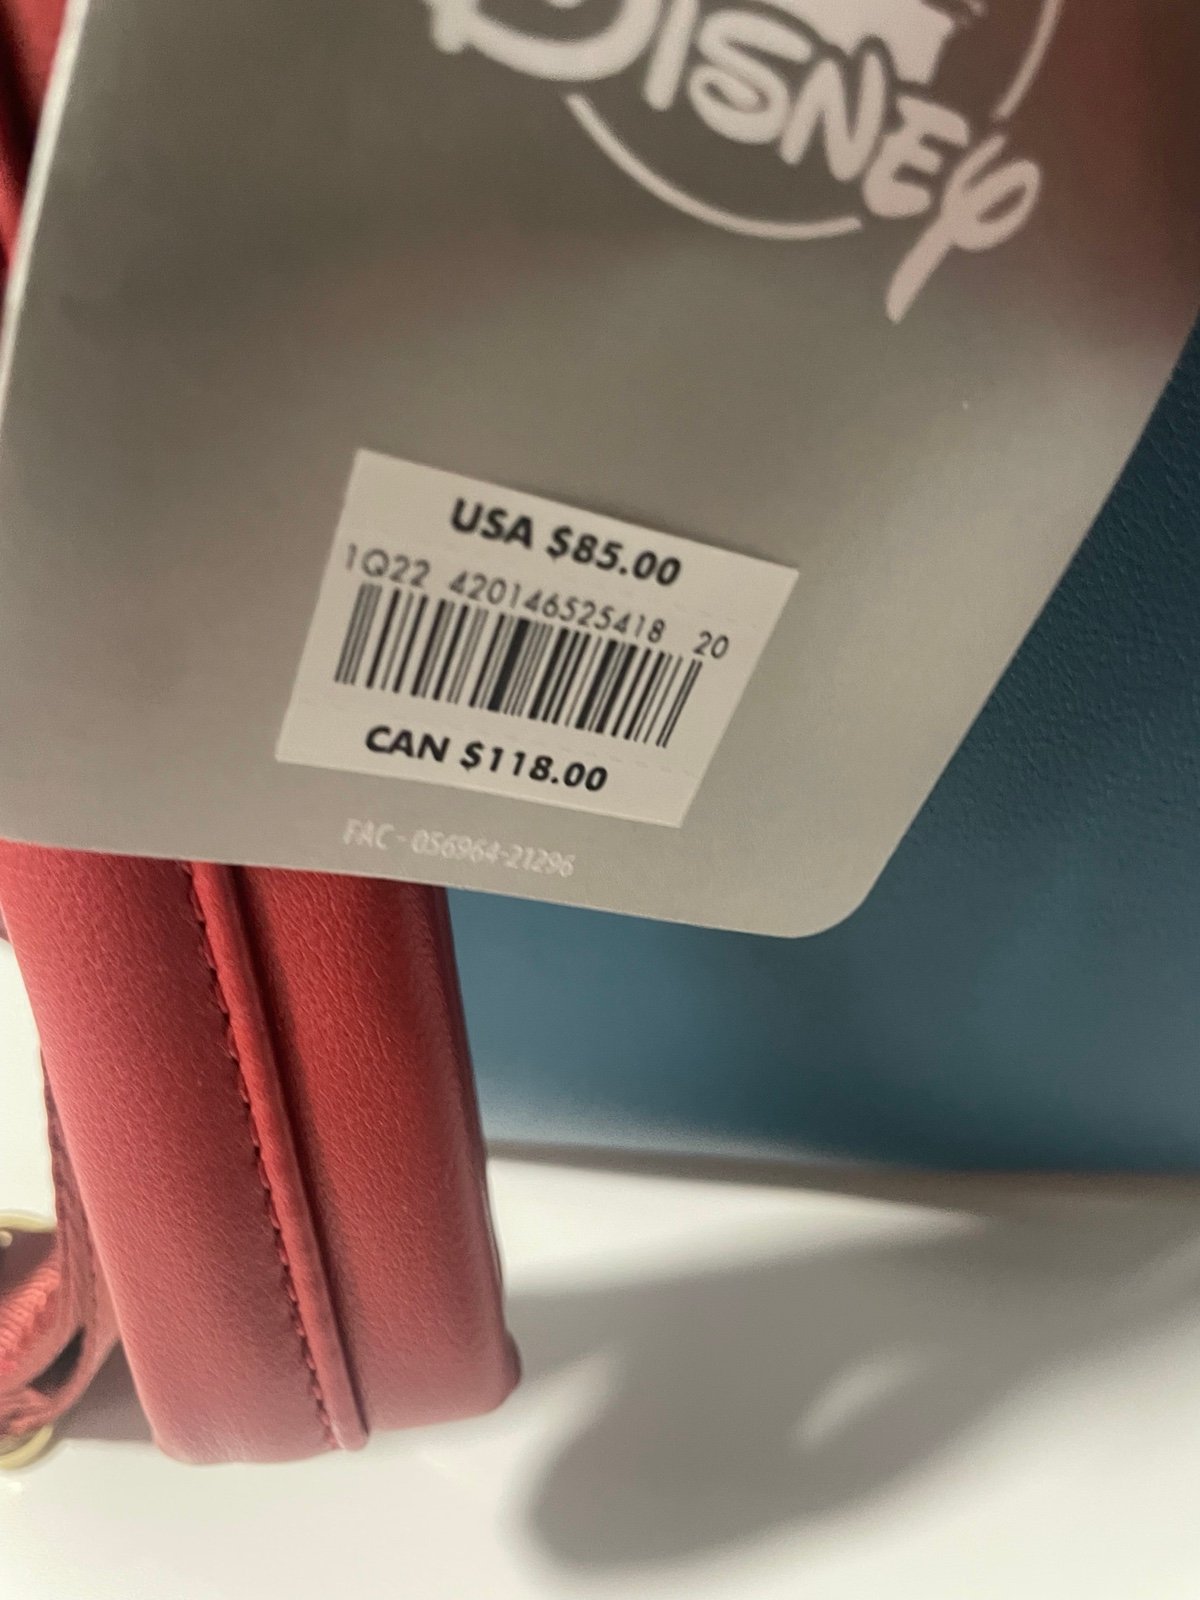 Disney
USA $85.00
1Q22 420146525418 20
CAN $118.00
FAC - 056964-21296